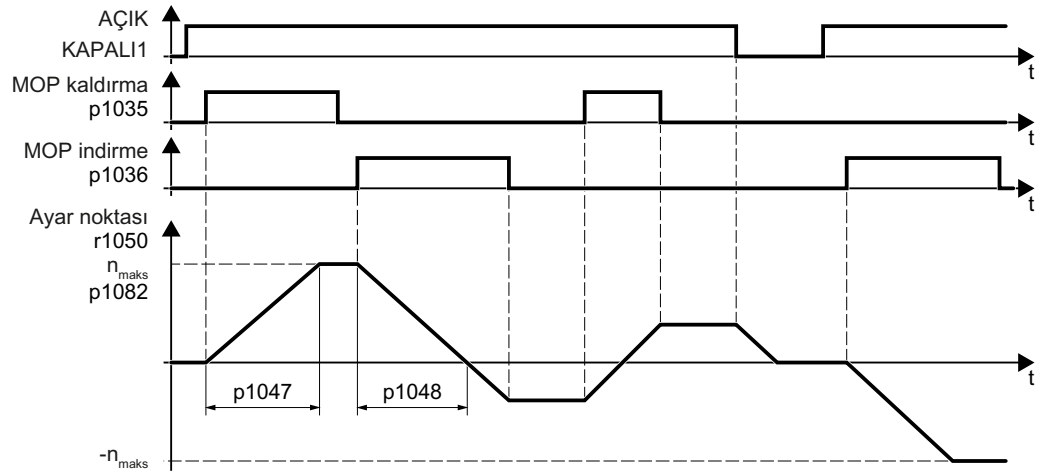 AÇIK
KAPALI1
t
MOP kaldırma
p1035
t
MOP indirme
p1036
t
Ayar noktası
r1050
nmaks
p1082
t
p1047
p1048
-nmaks